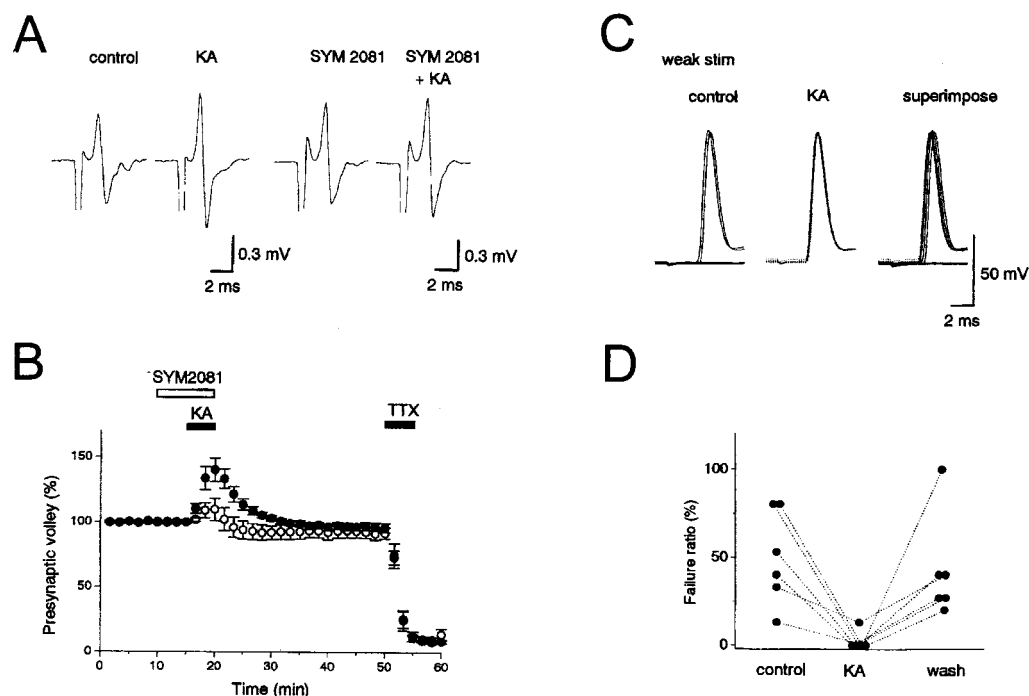 A
control
KA
SYM 2081
SYM 2081
+ KA
0.3 mV
2 ms
0.3 mV
2 ms
B
SYM2081
KA
TTX
Presynaptic volley (%)
150
100
50
0
0
10
20
30
40
50
60
Time (min)
C
weak stim
control
KA
superimpose
50 mV
2 ms
D
Failure ratio (%)
100
50
0
control
KA
wash